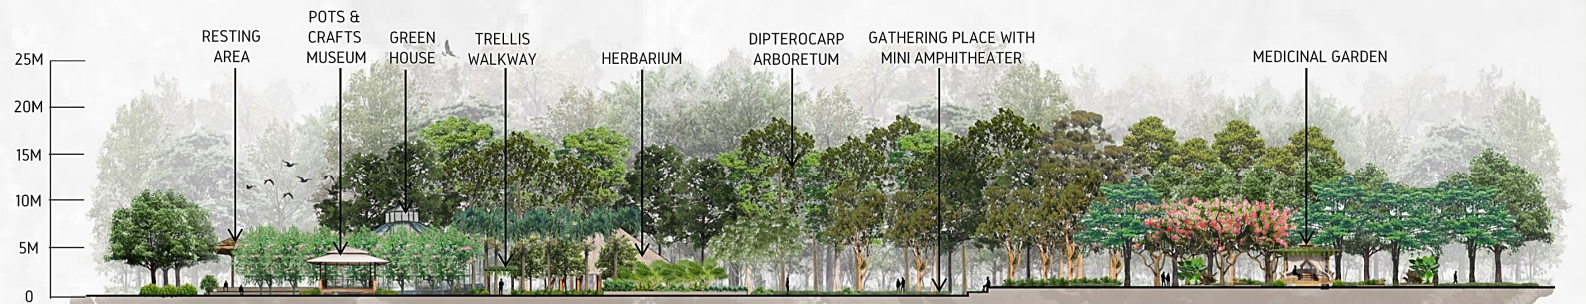 RESTING
AREA
POTS &
CRAFTS
MUSEUM
GREEN
HOUSE
TRELLIS
WALKWAY
HERBARIUM
DIPTEROCARP
ARBORETUM
GATHERING PLACE WITH
MINI AMPHITHEATER
MEDICINAL GARDEN
25M
20M
15M
10M
5M
0